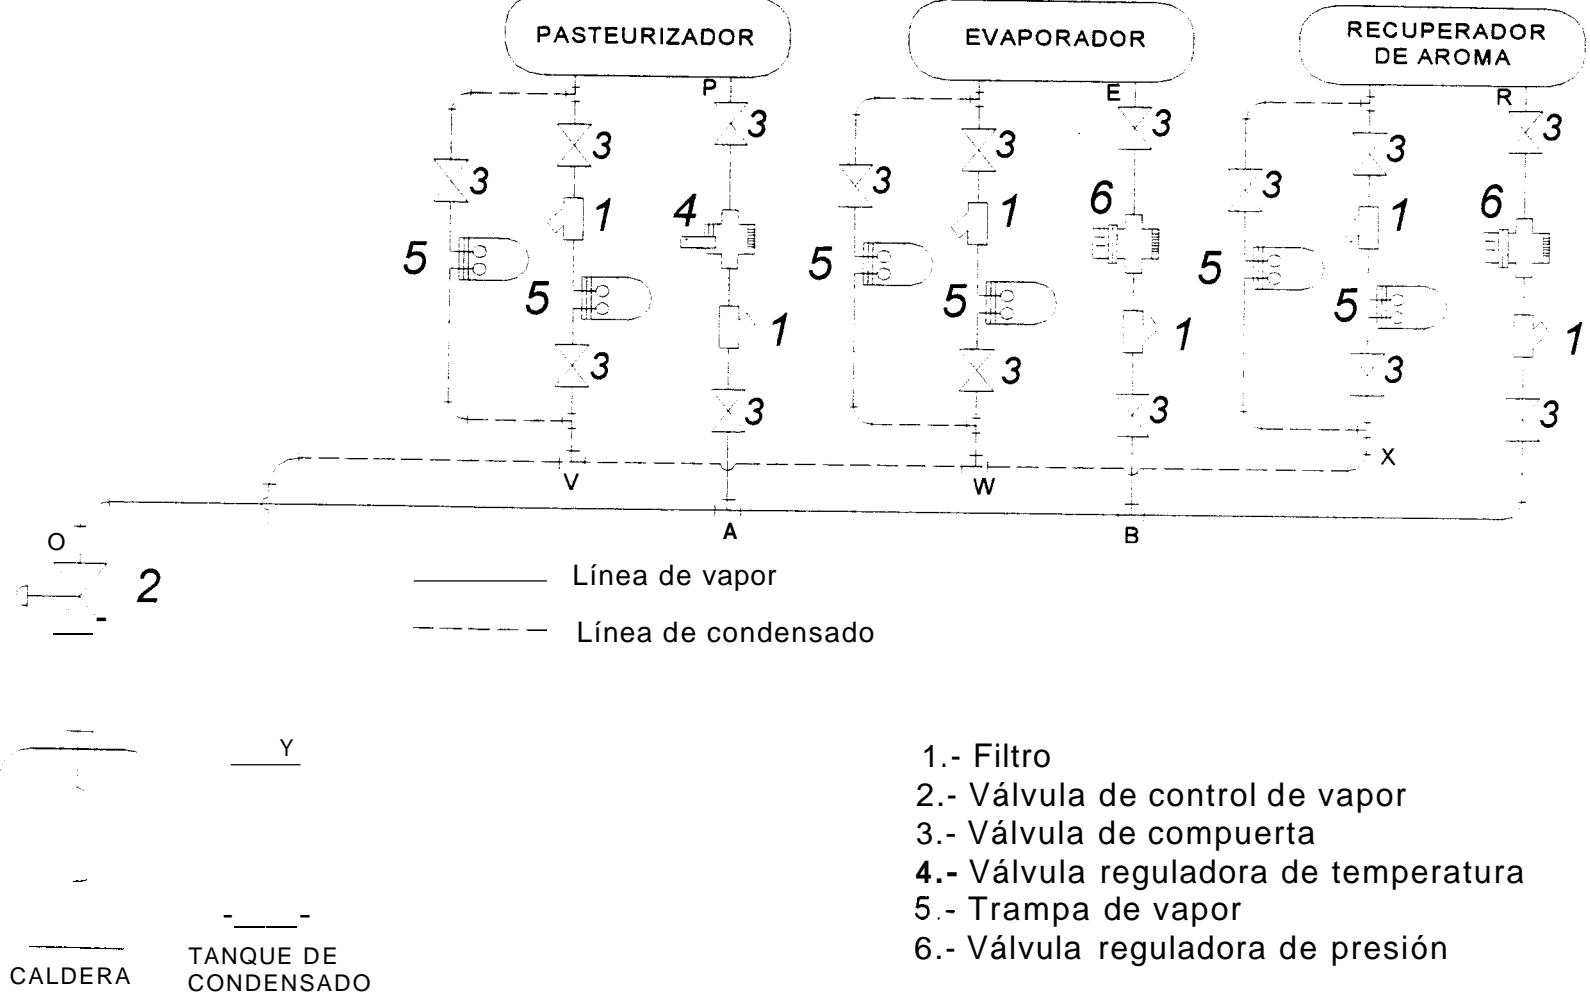 PASTEURIZADOR
EVAPORADOR
RECUPERADOR
DE AROMA
P
E
R
3
3
3
3
3
3
3
3
3
1
4
1
6
1
6
5
5
5
5
5
5
1
1
1
3
3
3
3
3
3
V
W
X
A
B
O
2
Línea de vapor
Línea de condensado
Y
1.- Filtro
2.- Válvula de control de vapor
3.- Válvula de compuerta
4.- Válvula reguladora de temperatura
5.- Trampa de vapor
6.- Válvula reguladora de presión
CALDERA
TANQUE DE
CONDENSADO